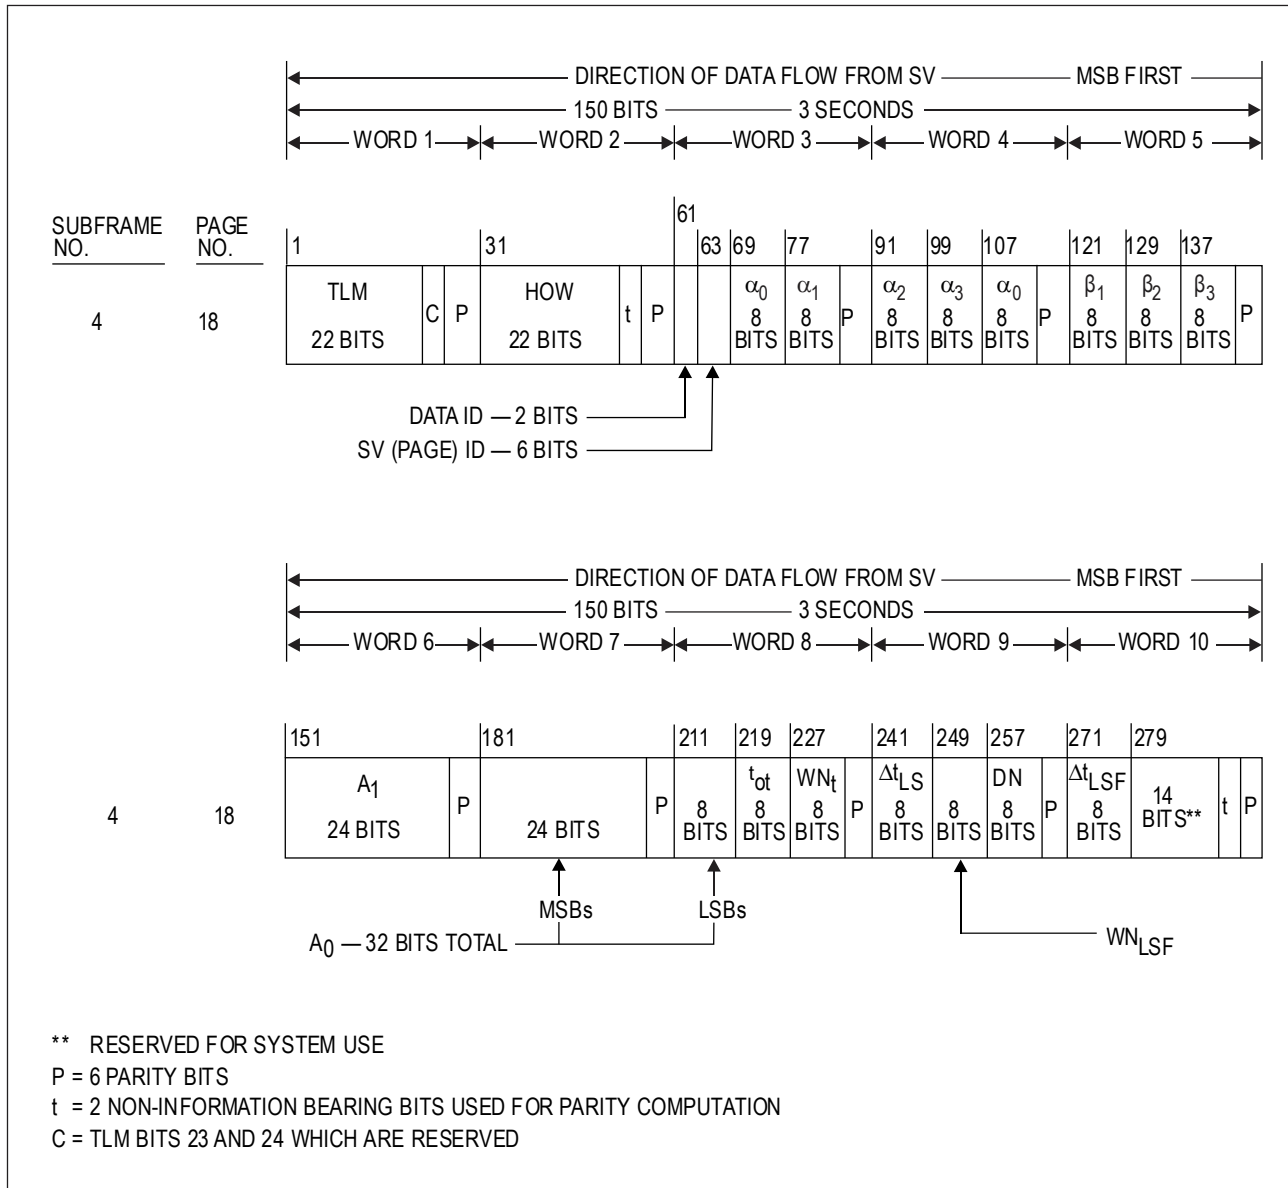 DIRECTION OF DATA FLOW FROM SV MSB FIRST
150 BITS 3 SECONDS
WORD 1 WORD 2 WORD 3 WORD 4 WORD 5
SUBFRAME NO. PAGE NO.
1 31 61 63 69 77 91 99 107 121 129 137
4 18
TLM 22 BITS C P HOW 22 BITS t P α0 8 BITS α1 8 BITS P α2 8 BITS α3 8 BITS α0 8 BITS P β1 8 BITS β2 8 BITS β3 8 BITS P
DATA ID — 2 BITS
SV (PAGE) ID — 6 BITS
DIRECTION OF DATA FLOW FROM SV MSB FIRST
150 BITS 3 SECONDS
WORD 6 WORD 7 WORD 8 WORD 9 WORD 10
151 181 211 219 227 241 249 257 271 279
4 18
A1 24 BITS P 24 BITS P 8 BITS tot 8 BITS WNt 8 BITS P ΔtLS 8 BITS 8 BITS DN 8 BITS P ΔtLSF 8 BITS 14 BITS** t P
MSBs LSBs
A0 — 32 BITS TOTAL
WNLSF
** RESERVED FOR SYSTEM USE
P = 6 PARITY BITS
t = 2 NON-INFORMATION BEARING BITS USED FOR PARITY COMPUTATION
C = TLM BITS 23 AND 24 WHICH ARE RESERVED